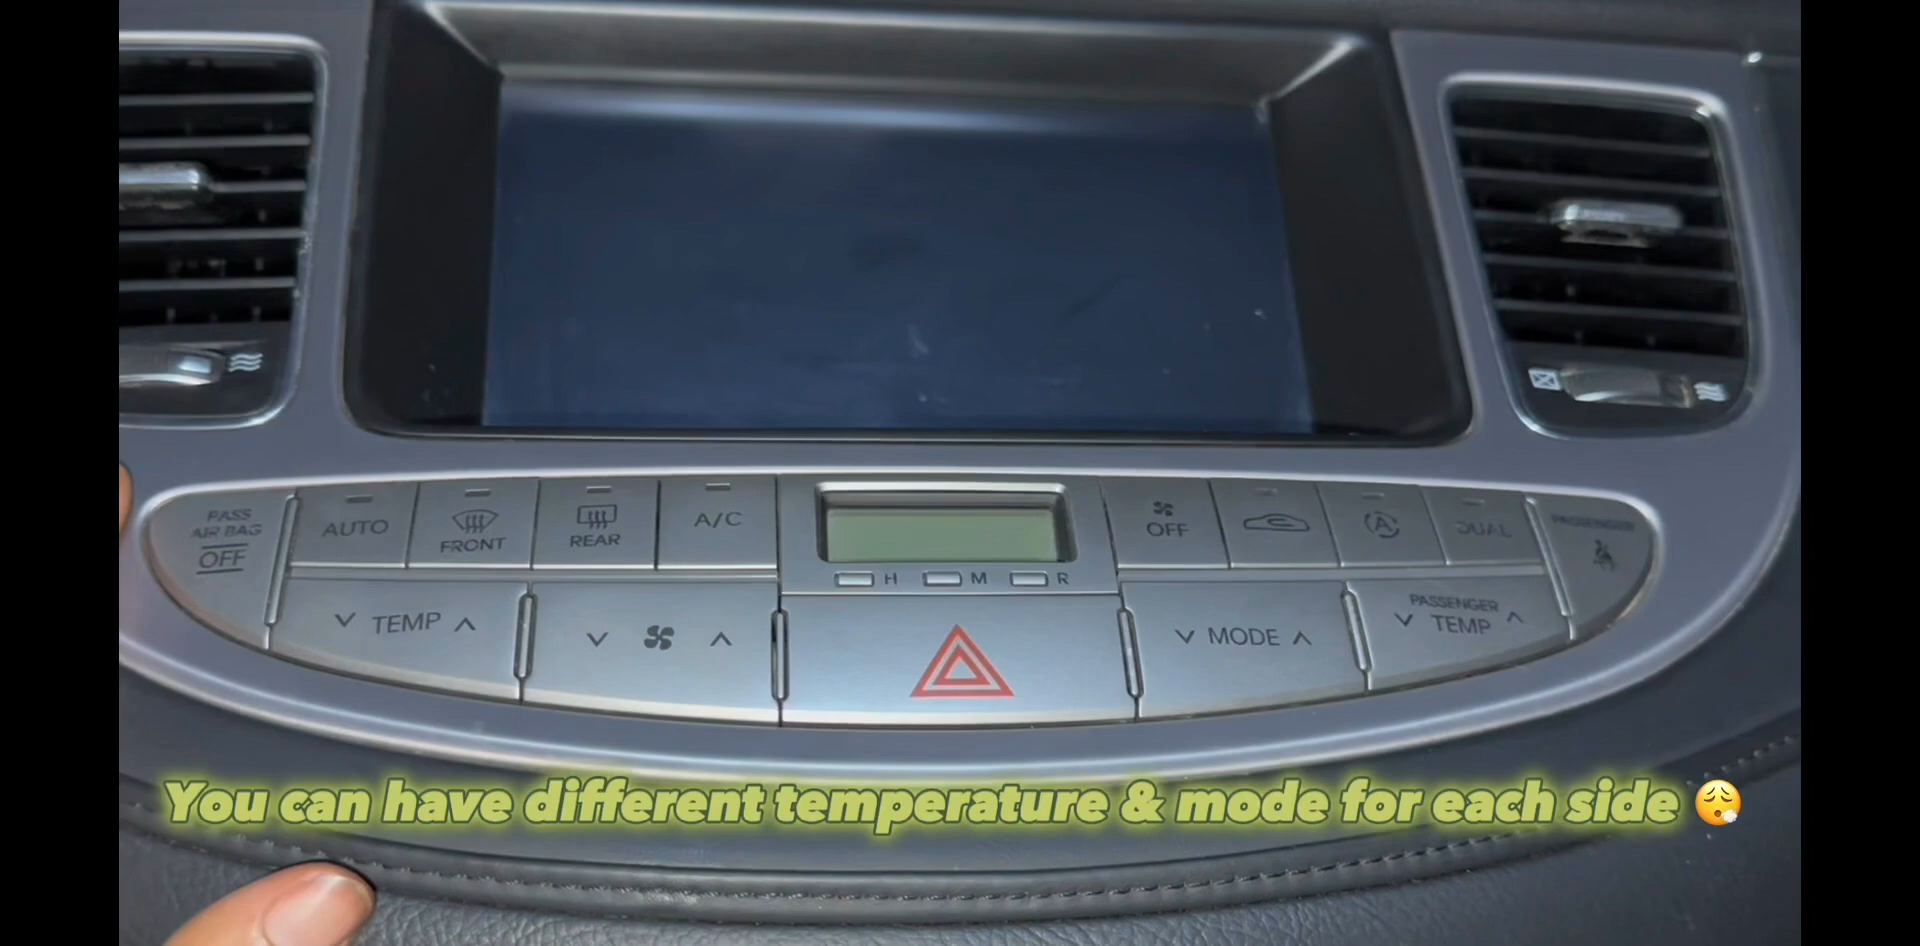 PASS
AIR BAG
OFF
AUTO
FRONT
REAR
A/C
H M R
OFF
A
DUAL
PASSENGER
TEMP
MODE
PASSENGER
TEMP
You can have different temperature & mode for each side 😮‍💨